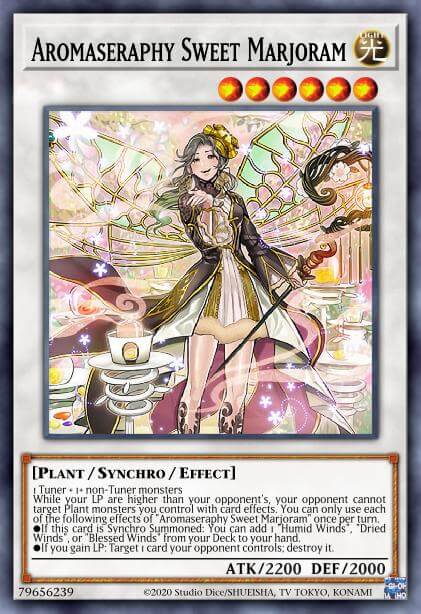 AROMASERAPHY SWEET MARJORAM
LIGHT
光
[PLANT / SYNCHRO / EFFECT]
1 Tuner + 1+ non-Tuner monsters
While your LP are higher than your opponent's, your opponent cannot
target Plant monsters you control with card effects. You can only use each
of the following effects of "Aromaseraphy Sweet Marjoram" once per turn.
●If this card is Synchro Summoned: You can add 1 "Humid Winds", "Dried
Winds", or "Blessed Winds" from your Deck to your hand.
●If you gain LP: Target 1 card your opponent controls; destroy it.
ATK/2200 DEF/2000
79656239
©2020 Studio Dice/SHUEISHA, TV TOKYO, KONAMI